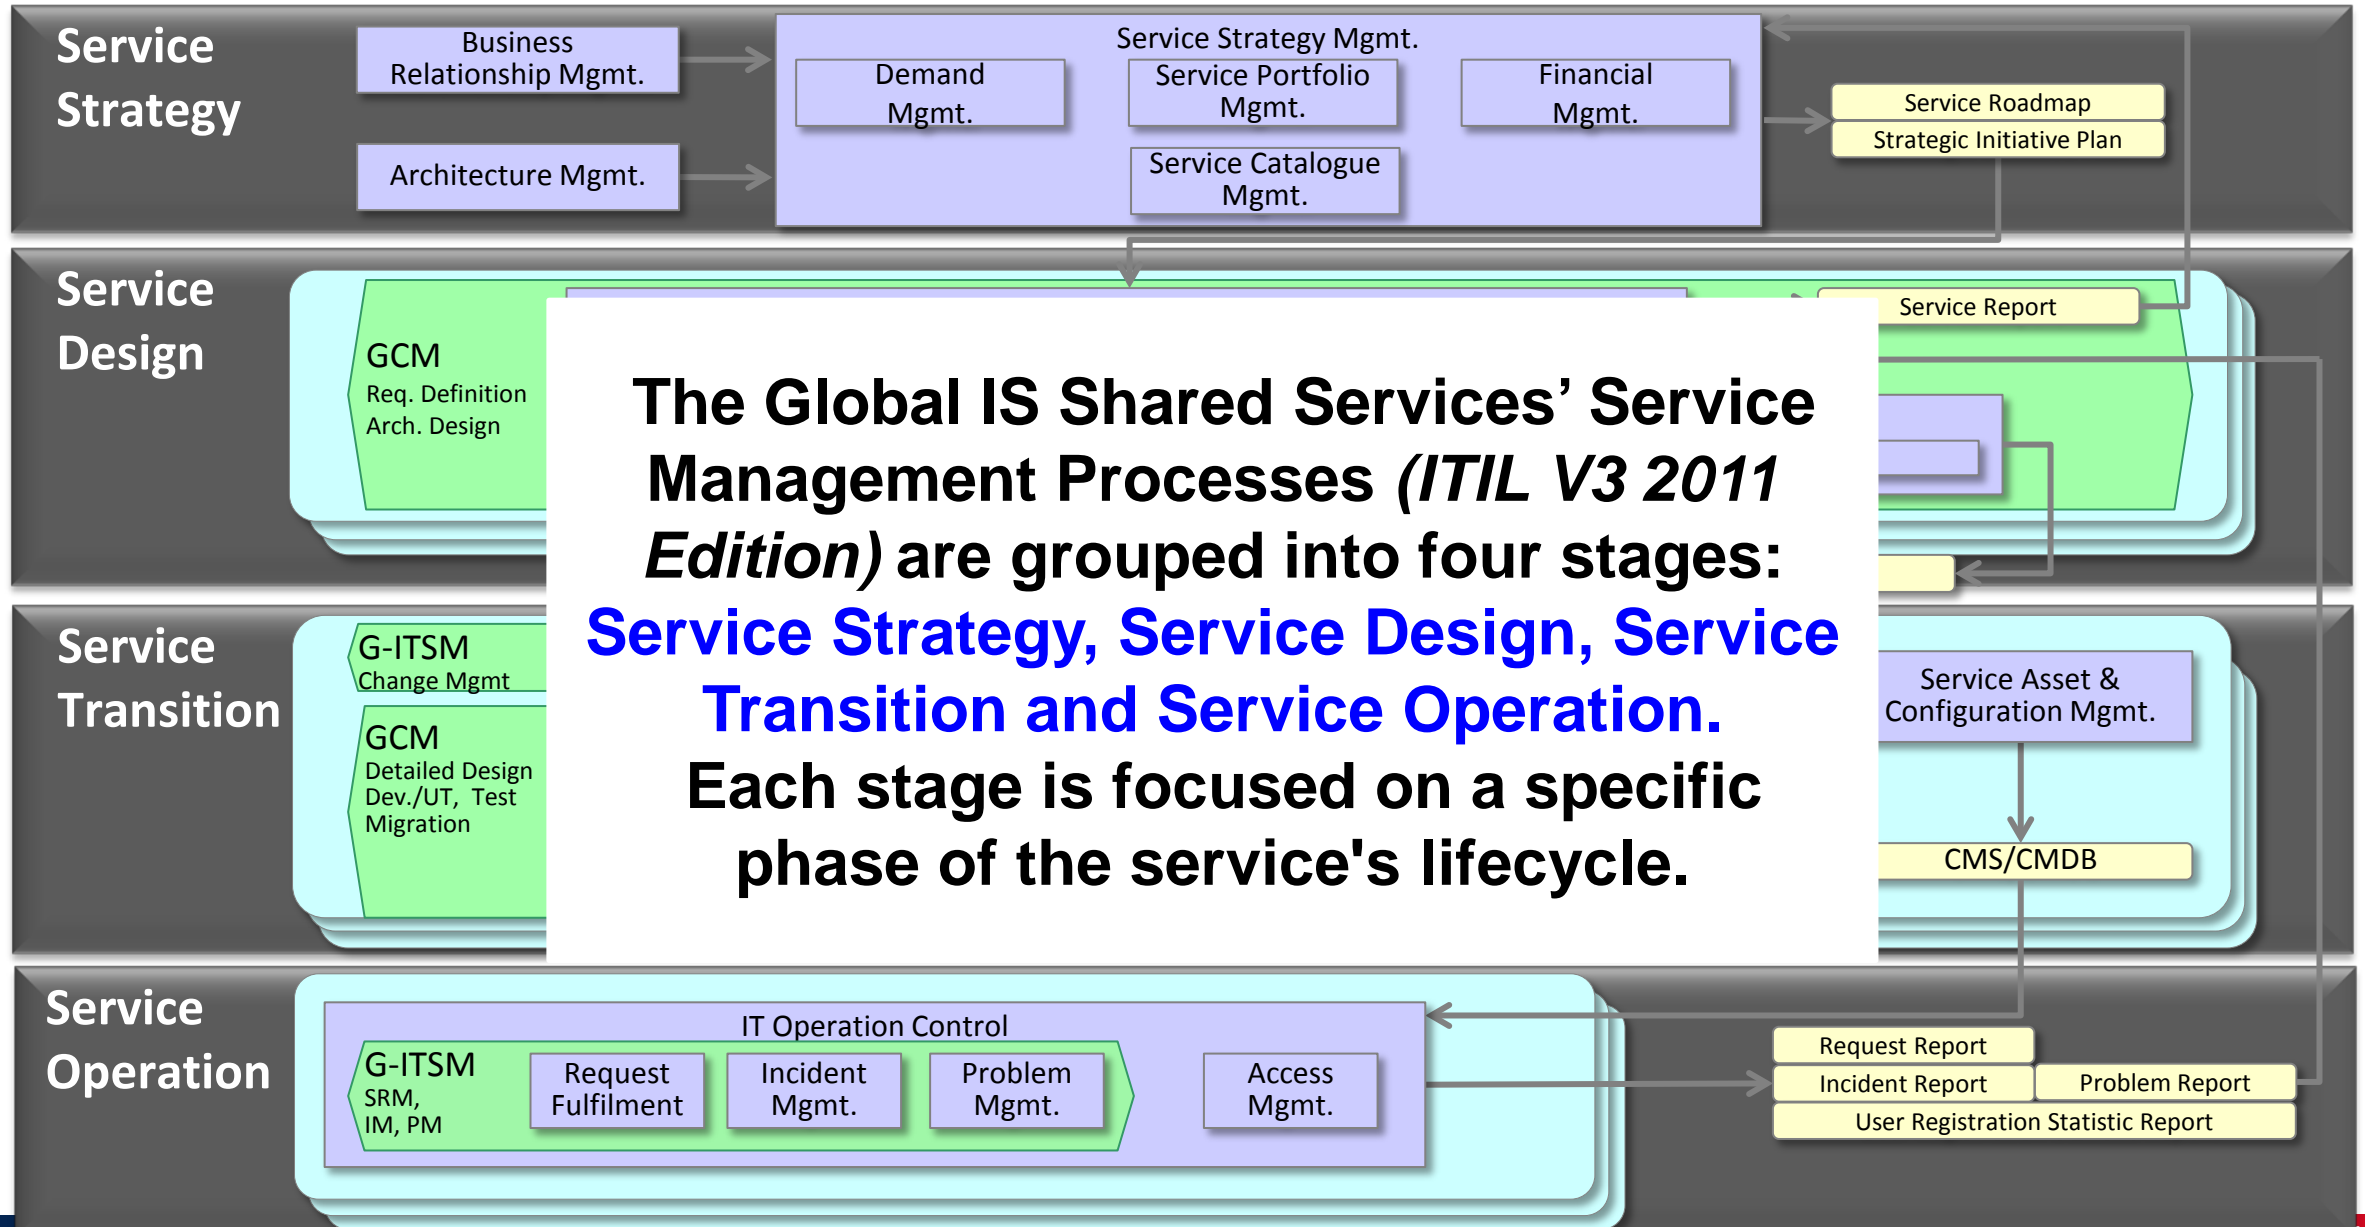 Service
Strategy
Business
Relationship Mgmt.
Architecture Mgmt.
Service Strategy Mgmt.
Demand
Mgmt.
Service Portfolio
Mgmt.
Financial
Mgmt.
Service Catalogue
Mgmt.
Service Roadmap
Strategic Initiative Plan
Service
Design
GCM
Req. Definition
Arch. Design
Service Report
The Global IS Shared Services’ Service
Management Processes (ITIL V3 2011
Edition) are grouped into four stages:
Service Strategy, Service Design, Service
Transition and Service Operation.
Each stage is focused on a specific
phase of the service's lifecycle.
Service
Transition
G-ITSM
Change Mgmt
GCM
Detailed Design
Dev./UT, Test
Migration
Service Asset &
Configuration Mgmt.
CMS/CMDB
Service
Operation
IT Operation Control
G-ITSM
SRM,
IM, PM
Request
Fulfilment
Incident
Mgmt.
Problem
Mgmt.
Access
Mgmt.
Request Report
Incident Report
Problem Report
User Registration Statistic Report